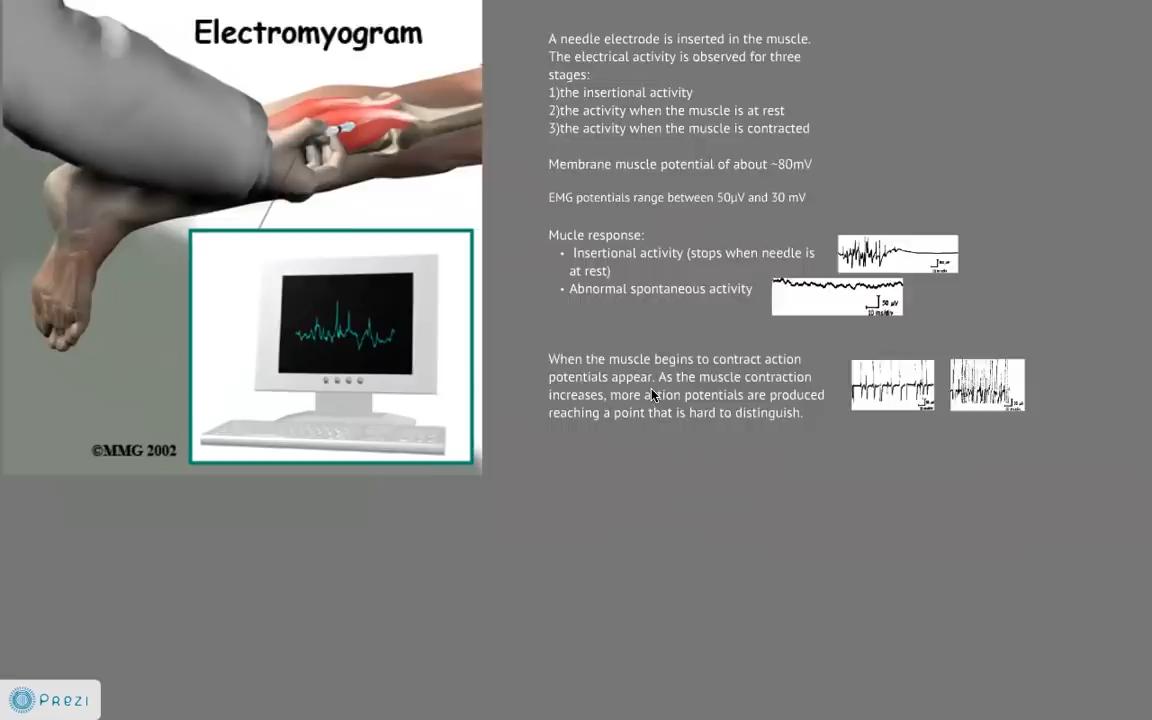 Electromyogram
A needle electrode is inserted in the muscle.
The electrical activity is observed for three
stages:
1)the insertional activity
2)the activity when the muscle is at rest
3)the activity when the muscle is contracted
Membrane muscle potential of about ~80mV
EMG potentials range between 50µV and 30 mV
Mucle response:
• Insertional activity (stops when needle is
at rest)
• Abnormal spontaneous activity
50 µV
10 ms/div
When the muscle begins to contract action
potentials appear. As the muscle contraction
increases, more action potentials are produced
reaching a point that is hard to distinguish.
©MMG 2002
Prezi